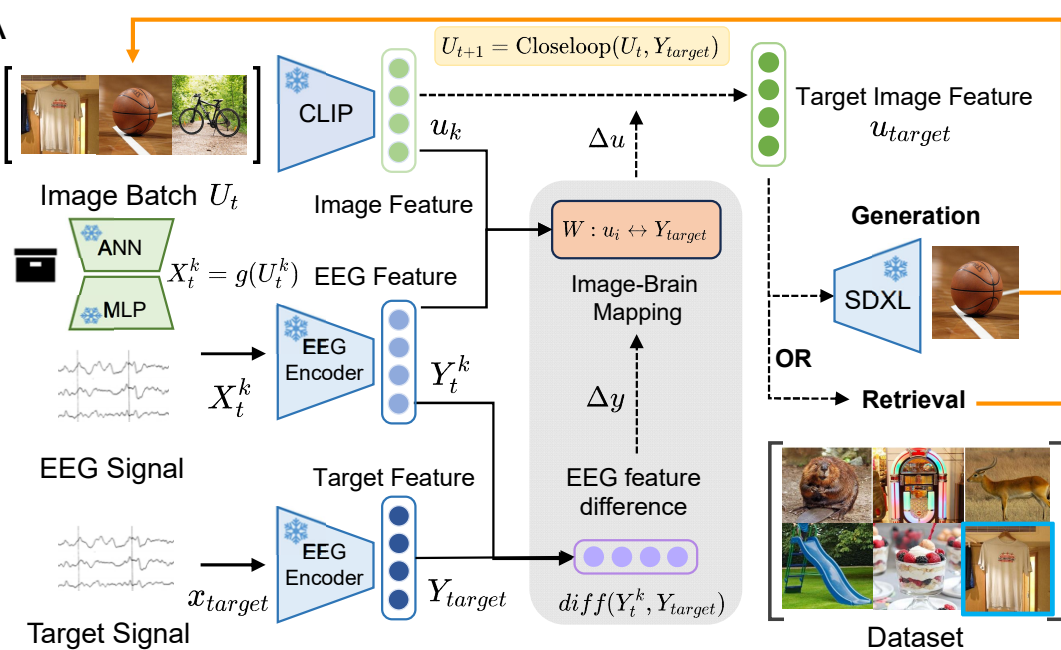 A
U_{t+1} = Closeloop(U_t, Y_{target})
CLIP
u_k
Target Image Feature
u_{target}
Δu
Image Batch U_t
Image Feature
W : u_i ↔ Y_{target}
Generation
ANN
MLP
X_t^k = g(U_t^k)
EEG Feature
Image-Brain
Mapping
SDXL
EEG
Encoder
X_t^k
Y_t^k
Δy
OR
Retrieval
EEG Signal
Target Feature
EEG feature
difference
EEG
Encoder
x_{target}
Y_{target}
diff(Y_t^k, Y_{target})
Target Signal
Dataset